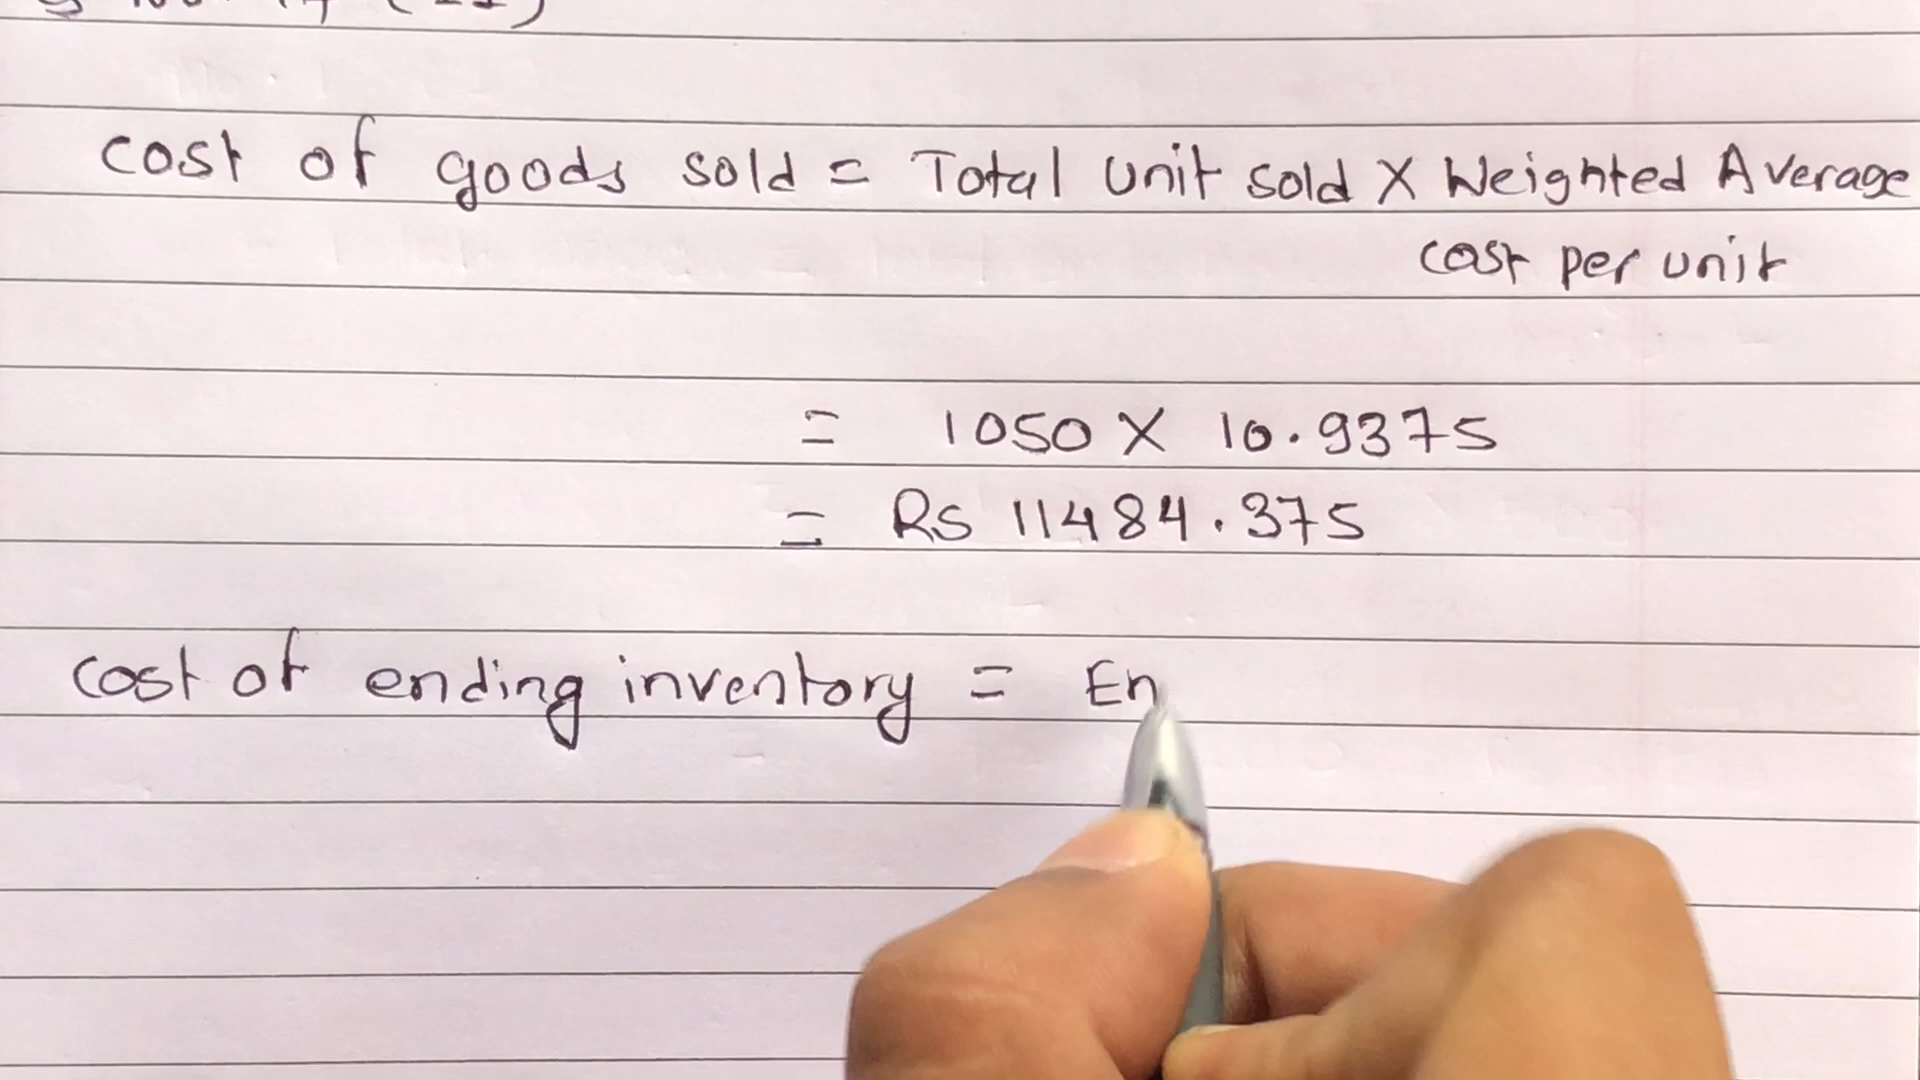 Cost of goods sold = Total Unit sold X Weighted Average
cost per unit
= 1050 X 10.9375
= Rs 11484.375
Cost of ending inventory = En